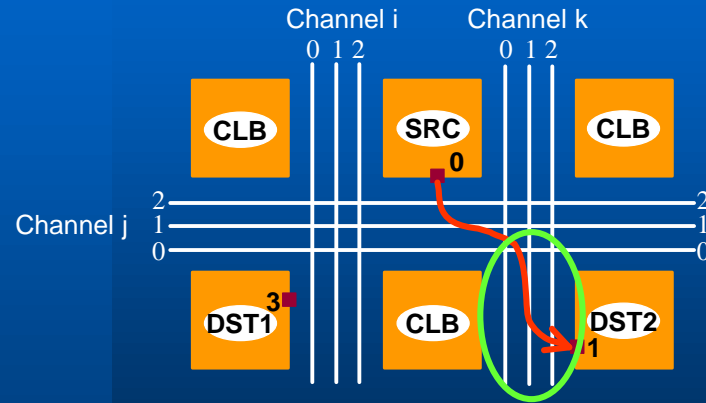 Channel i Channel k
0 1 2 0 1 2
CLB SRC CLB
0
2 2
Channel j 1 1
0 0
3
DST1 CLB DST2
1